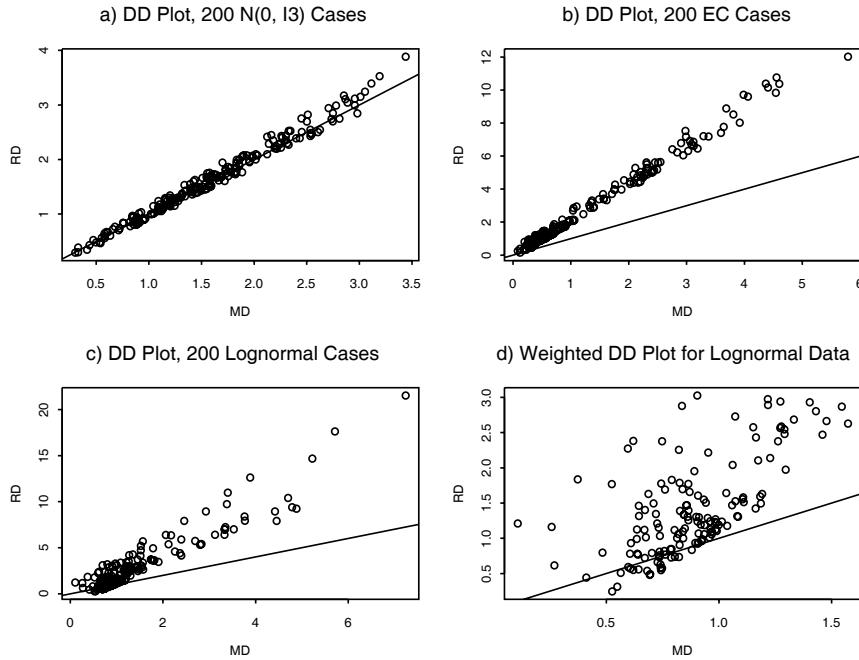 a) DD Plot, 200 N(0, I3) Cases
RD
4
3
2
1
0.5 1.0 1.5 2.0 2.5 3.0 3.5
MD
b) DD Plot, 200 EC Cases
RD
12
10
8
6
4
2
0
0 1 2 3 4 5 6
MD
c) DD Plot, 200 Lognormal Cases
RD
20
15
10
5
0
0 2 4 6
MD
d) Weighted DD Plot for Lognormal Data
RD
3.0
2.5
2.0
1.5
1.0
0.5
0.5 1.0 1.5
MD